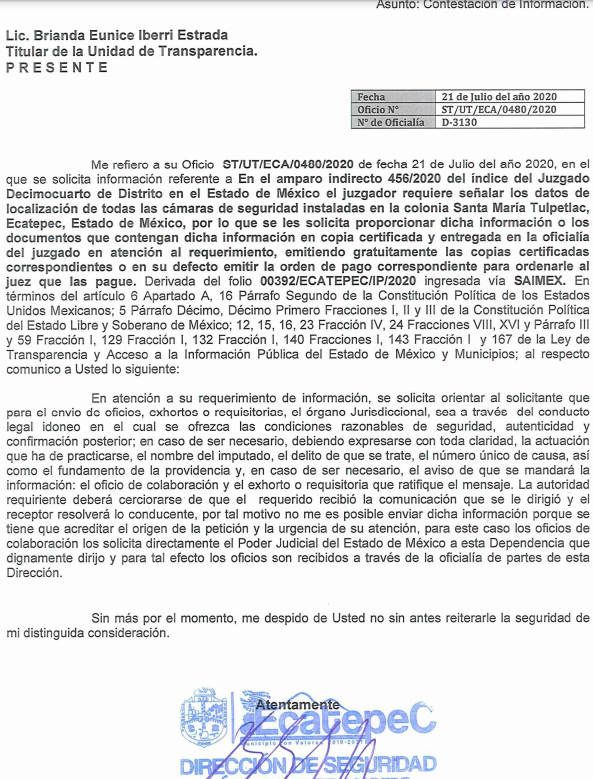 Asunto: Contestación de Información.
Lic. Brianda Eunice Iberri Estrada
Titular de la Unidad de Transparencia.
P R E S E N T E
Fecha 21 de Julio del año 2020
Oficio N° ST/UT/ECA/0480/2020
N° de Oficialía D-3130
Me refiero a su Oficio ST/UT/ECA/0480/2020 de fecha 21 de Julio del año 2020, en el
que se solicita información referente a En el amparo indirecto 456/2020 del índice del Juzgado
Decimocuarto de Distrito en el Estado de México el juzgador requiere señalar los datos de
localización de todas las cámaras de seguridad instaladas en la colonia Santa María Tulpetlac,
Ecatepec, Estado de México, por lo que se les solicita proporcionar dicha información o los
documentos que contengan dicha información en copia certificada y entregada en la oficialía
del juzgado en atención al requerimiento, emitiendo gratuitamente las copias certificadas
correspondientes o en su defecto emitir la orden de pago correspondiente para ordenarle al
juez que las pague. Derivada del folio 00392/ECATEPEC/IP/2020 ingresada vía SAIMEX. En
términos del artículo 6 Apartado A, 16 Párrafo Segundo de la Constitución Política de los Estados
Unidos Mexicanos; 5 Párrafo Décimo, Décimo Primero Fracciones I, II y III de la Constitución Política
del Estado Libre y Soberano de México; 12, 15, 16, 23 Fracción IV, 24 Fracciones VIII, XVI y Párrafo III
y 59 Fracción I, 129 Fracción I, 132 Fracción I, 140 Fracciones I, 143 Fracción I y 167 de la Ley de
Transparencia y Acceso a la Información Pública del Estado de México y Municipios; al respecto
comunico a Usted lo siguiente:
En atención a su requerimiento de información, se solicita orientar al solicitante que
para el envio de oficios, exhortos o requisitorias, el órgano Jurisdiccional, sea a través del conducto
legal idoneo en el cual se ofrezca las condiciones razonables de seguridad, autenticidad y
confirmación posterior; en caso de ser necesario, debiendo expresarse con toda claridad, la actuación
que ha de practicarse, el nombre del imputado, el delito de que se trate, el número único de causa, así
como el fundamento de la providencia y, en caso de ser necesario, el aviso de que se mandará la
información: el oficio de colaboración y el exhorto o requisitoria que ratifique el mensaje. La autoridad
requiriente deberá cerciorarse de que el requerido recibió la comunicación que se le dirigió y el
receptor resolverá lo conducente, por tal motivo no me es posible enviar dicha información porque se
tiene que acreditar el origen de la petición y la urgencia de su atención, para este caso los oficios de
colaboración los solicita directamente el Poder Judicial del Estado de México a esta Dependencia que
dignamente dirijo y para tal efecto los oficios son recibidos a través de la oficialía de partes de esta
Dirección.
Sin más por el momento, me despido de Usted no sin antes reiterarle la seguridad de
mi distinguida consideración.
Atentamente
Ecatepec
Municipio con Valores
DIRECCIÓN DE SEGURIDAD